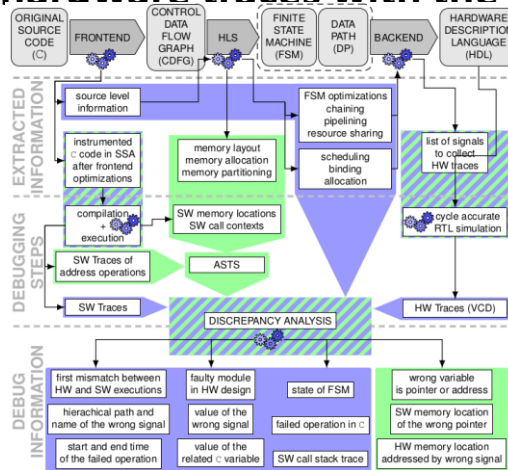 hardware traces with the
ORIGINAL
SOURCE
CODE (C)
FRONTEND
CONTROL
DATA
FLOW
GRAPH
(CDFG)
HLS
FINITE
STATE
MACHINE
(FSM)
DATA
PATH
(DP)
BACKEND
HARDWARE
DESCRIPTION
LANGUAGE
(HDL)
EXTRACTED
INFORMATION
source level
information
FSM optimizations
chaining
pipelining
resource sharing
instrumented
C code in SSA
after frontend
optimizations
memory layout
memory allocation
memory partitioning
scheduling
binding
allocation
list of signals
to collect
HW traces
DEBUGGING
STEPS
compilation
+
execution
SW memory locations
SW call contexts
cycle accurate
RTL simulation
SW Traces of
address operations
ASTS
SW Traces
HW Traces (VCD)
DISCREPANCY ANALYSIS
DEBUG
INFORMATION
first mismatch between
HW and SW executions
faulty module
in HW design
state of FSM
wrong variable
is pointer or address
hierachical path and
name of the wrong signal
value of the
wrong signal
failed operation in C
SW memory location
of the wrong pointer
start and end time
of the failed operation
value of the
related C variable
SW call stack trace
HW memory location
addressed by wrong signal